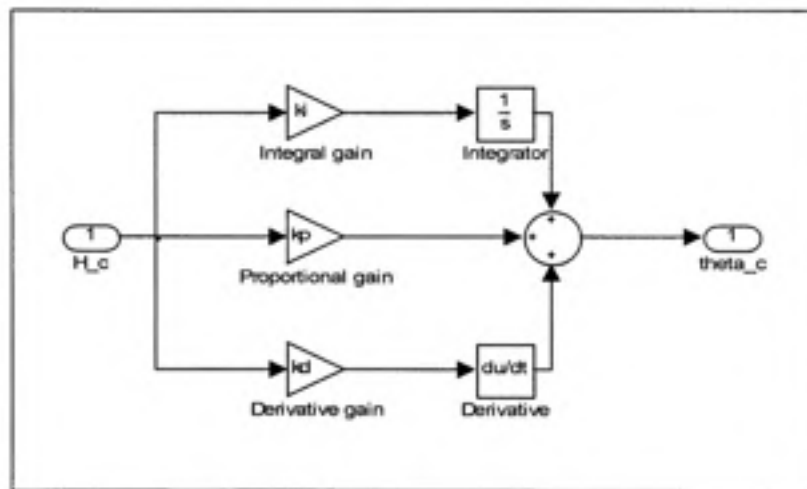 ki
1
s
Integral gain
Integrator
1
H_c
kp
+
+
+
1
theta_c
Proportional gain
kd
du/dt
Derivative gain
Derivative